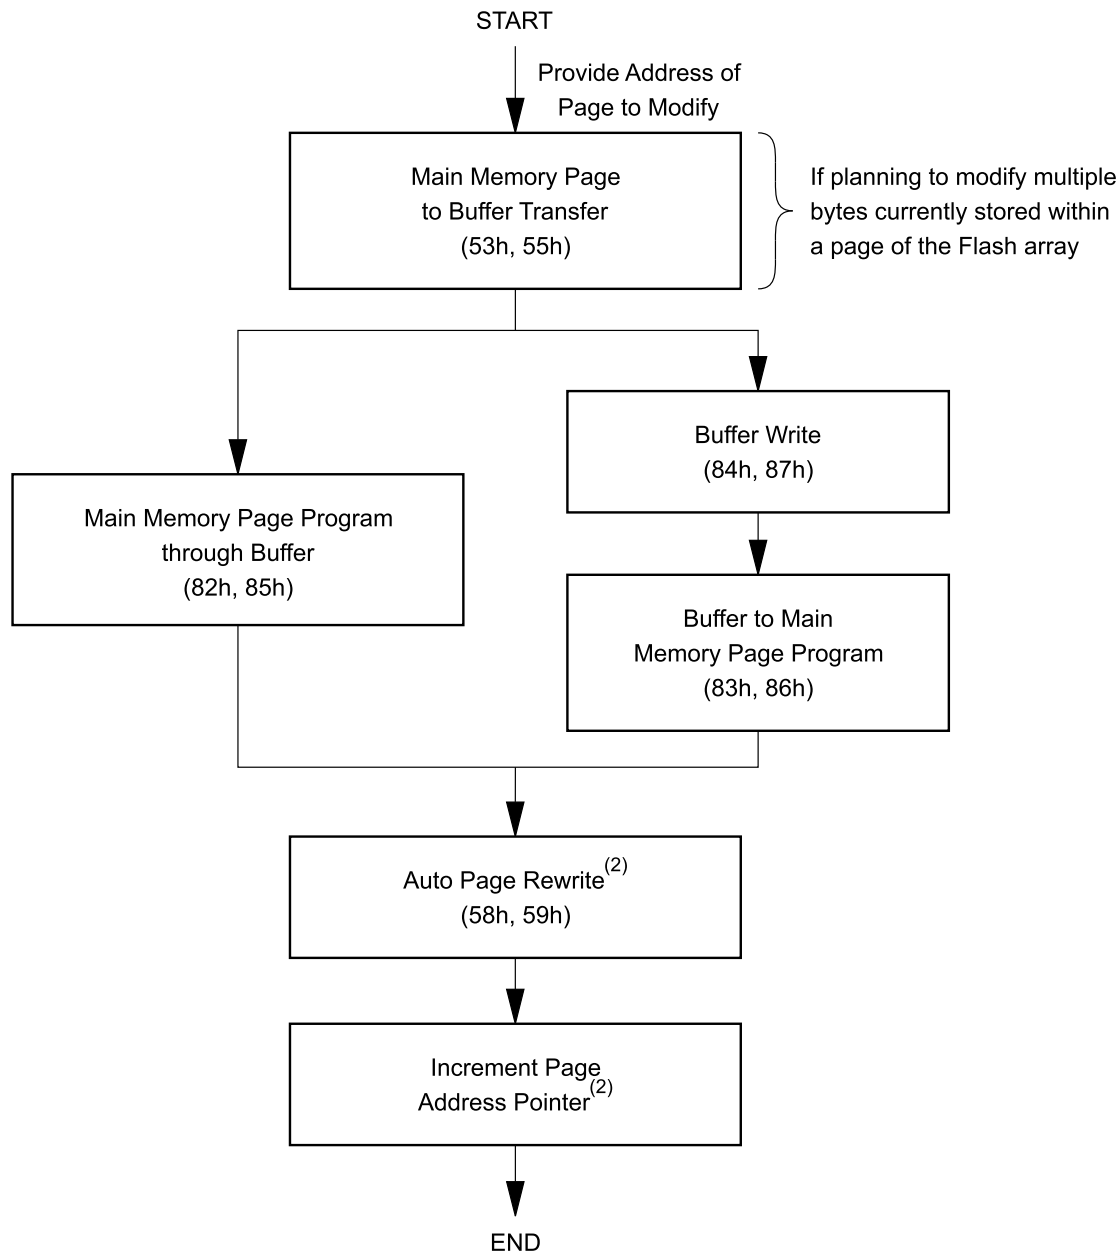 START
Provide Address of
Page to Modify
Main Memory Page
to Buffer Transfer
(53h, 55h)
If planning to modify multiple
bytes currently stored within
a page of the Flash array
Buffer Write
(84h, 87h)
Main Memory Page Program
through Buffer
(82h, 85h)
Buffer to Main
Memory Page Program
(83h, 86h)
Auto Page Rewrite(2)
(58h, 59h)
Increment Page
Address Pointer(2)
END